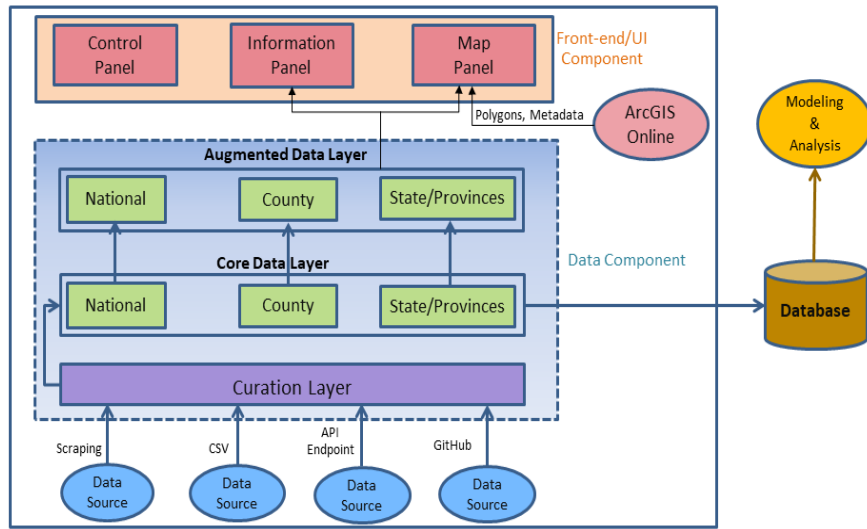 Control
Panel
Information
Panel
Map
Panel
Front-end/UI
Component
Polygons, Metadata
ArcGIS
Online
Modeling
&
Analysis
Augmented Data Layer
National
County
State/Provinces
Data Component
Core Data Layer
National
County
State/Provinces
Database
Curation Layer
Scraping
CSV
API
Endpoint
GitHub
Data
Source
Data
Source
Data
Source
Data
Source